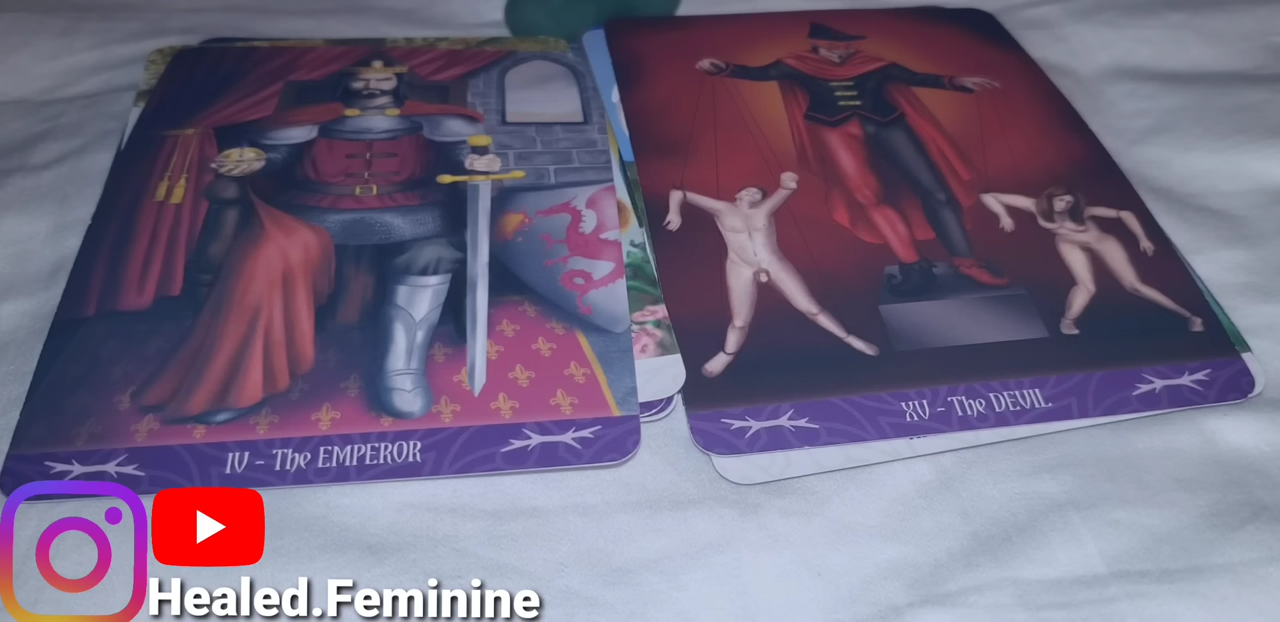 IV - The EMPEROR
XV - The DEVIL
Healed.Feminine